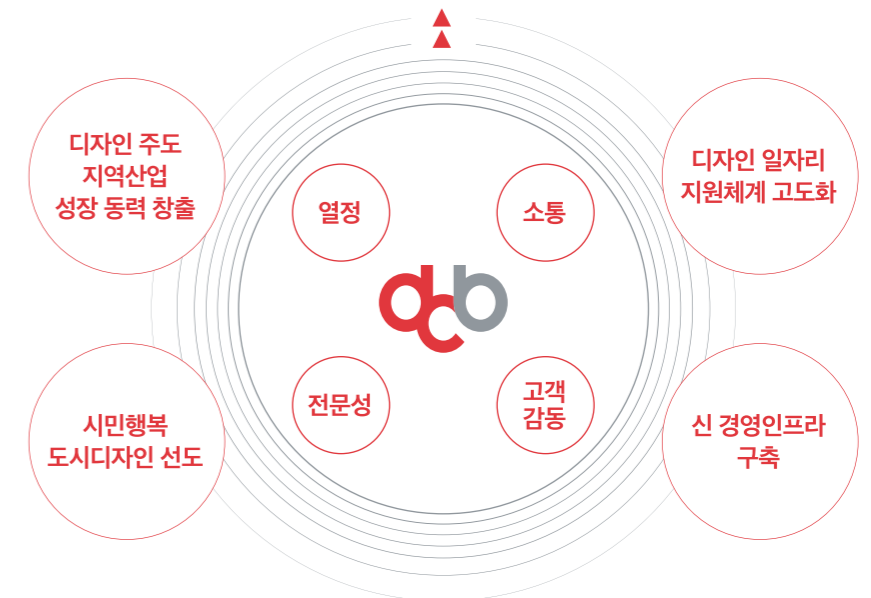 디자인 주도
지역산업
성장 동력 창출
디자인 일자리
지원체계 고도화
열정
소통
dcb
전문성
고객
감동
시민행복
도시디자인 선도
신 경영인프라
구축